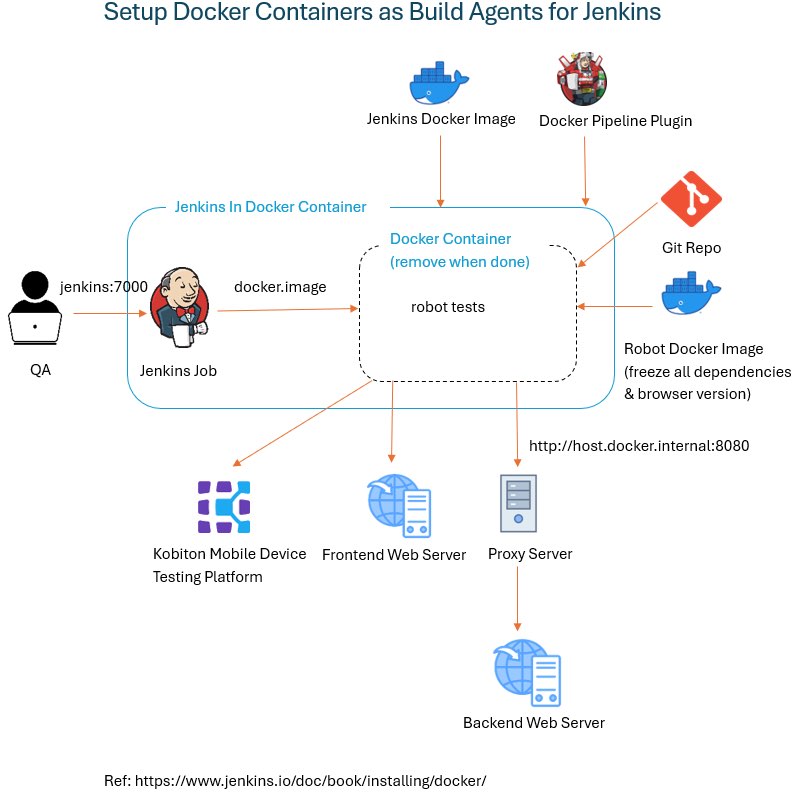 Setup Docker Containers as Build Agents for Jenkins
Jenkins Docker Image
Docker Pipeline Plugin
Jenkins In Docker Container
Docker Container
(remove when done)
Git Repo
jenkins:7000
docker.image
robot tests
QA
Jenkins Job
Robot Docker Image
(freeze all dependencies
& browser version)
http://host.docker.internal:8080
Kobiton Mobile Device
Testing Platform
Frontend Web Server
Proxy Server
Backend Web Server
Ref: https://www.jenkins.io/doc/book/installing/docker/